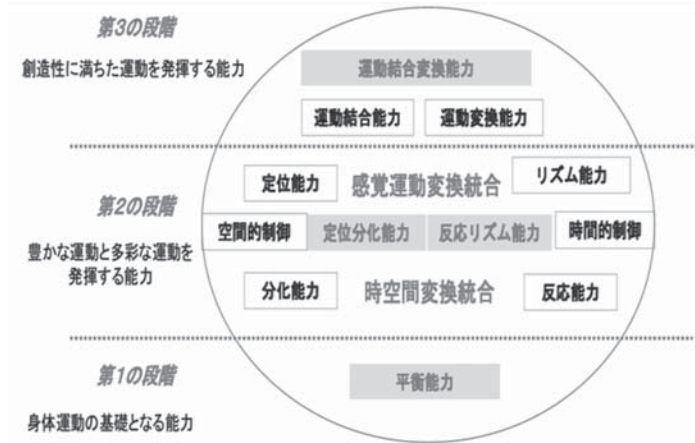 第3の段階
創造性に満ちた運動を発揮する能力
運動結合変換能力
運動結合能力
運動変換能力
第2の段階
豊かな運動と多彩な運動を
発揮する能力
定位能力
感覚運動変換統合
リズム能力
空間的制御
定位分化能力
反応リズム能力
時間的制御
分化能力
時空間変換統合
反応能力
第1の段階
身体運動の基礎となる能力
平衡能力